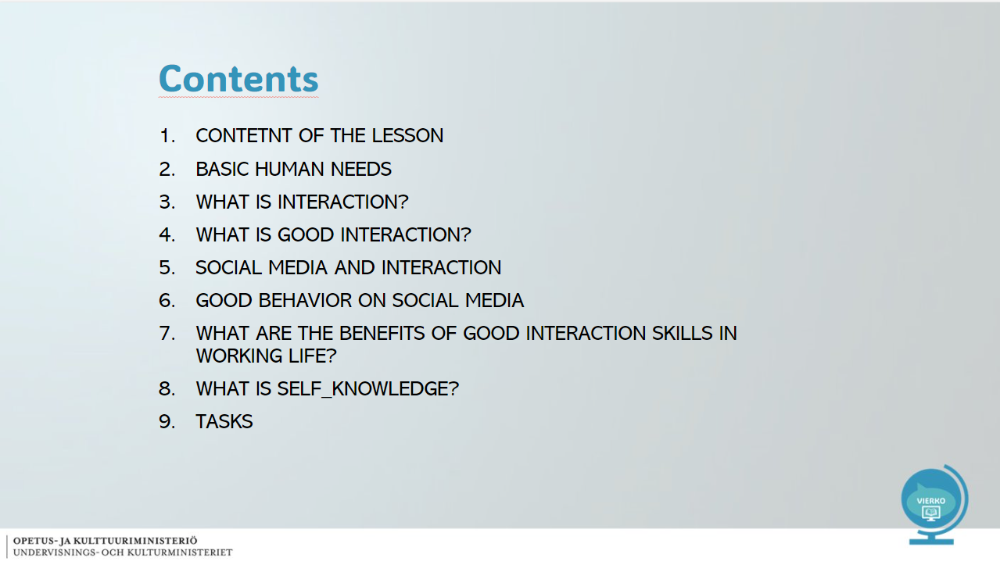 Contents
1. CONTETNT OF THE LESSON
2. BASIC HUMAN NEEDS
3. WHAT IS INTERACTION?
4. WHAT IS GOOD INTERACTION?
5. SOCIAL MEDIA AND INTERACTION
6. GOOD BEHAVIOR ON SOCIAL MEDIA
7. WHAT ARE THE BENEFITS OF GOOD INTERACTION SKILLS IN
WORKING LIFE?
8. WHAT IS SELF_KNOWLEDGE?
9. TASKS
VIERKO
OPETUS- JA KULTTUURIMINISTERIÖ
UNDERVISNINGS- OCH KULTURMINISTERIET